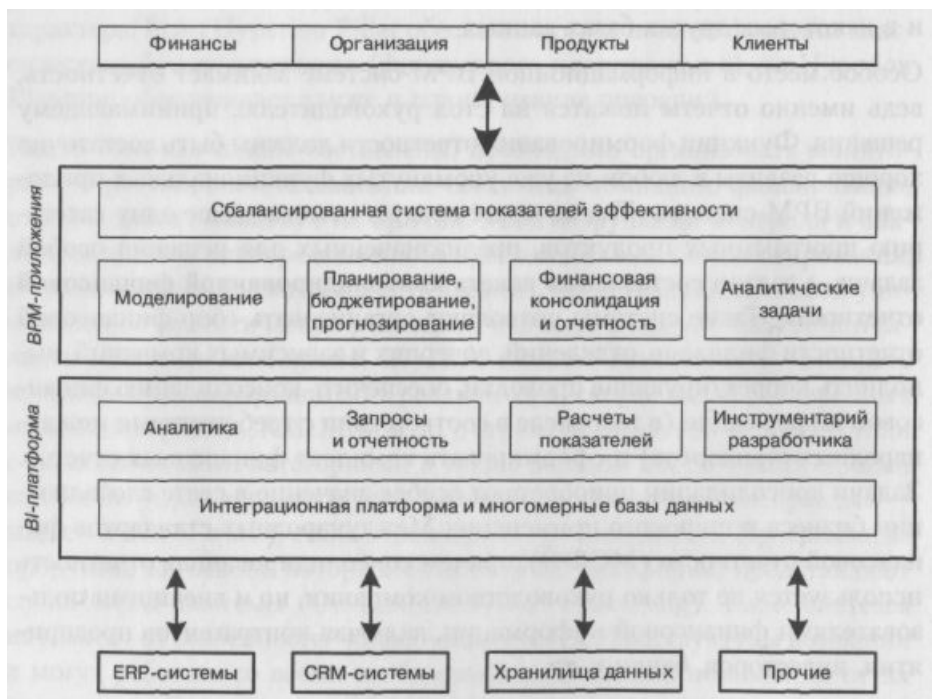 Финансы
Организация
Продукты
Клиенты
BPM-приложения
Сбалансированная система показателей эффективности
Моделирование
Планирование,
бюджетирование,
прогнозирование
Финансовая
консолидация
и отчетность
Аналитические
задачи
BI-платформа
Аналитика
Запросы
и отчетность
Расчеты
показателей
Инструментарий
разработчика
Интеграционная платформа и многомерные базы данных
ERP-системы
CRM-системы
Хранилища данных
Прочие